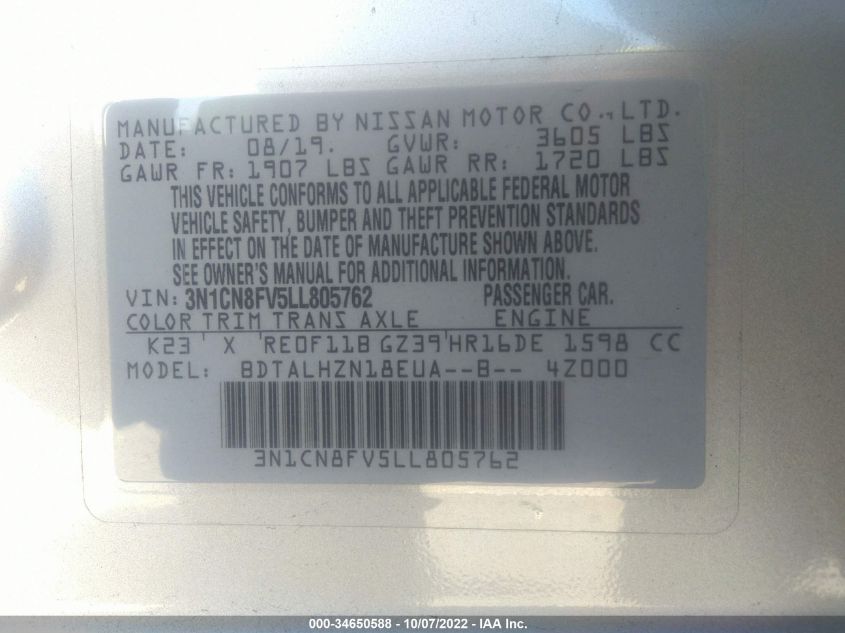 MANUFACTURED BY NISSAN MOTOR CO., LTD.
DATE: 08/19. GVWR: 3605 LBS
GAWR FR: 1907 LBS GAWR RR: 1720 LBS
THIS VEHICLE CONFORMS TO ALL APPLICABLE FEDERAL MOTOR
VEHICLE SAFETY, BUMPER AND THEFT PREVENTION STANDARDS
IN EFFECT ON THE DATE OF MANUFACTURE SHOWN ABOVE.
SEE OWNER'S MANUAL FOR ADDITIONAL INFORMATION.
VIN: 3N1CN8FV5LL805762 PASSENGER CAR.
COLOR TRIM TRANS AXLE ENGINE
K23 X RE0F11B GZ39 HR16DE 1598 CC
MODEL: BDTALHZN18EUA--B-- 4Z000
3N1CN8FV5LL805762
000-34650588 - 10/07/2022 - IAA Inc.